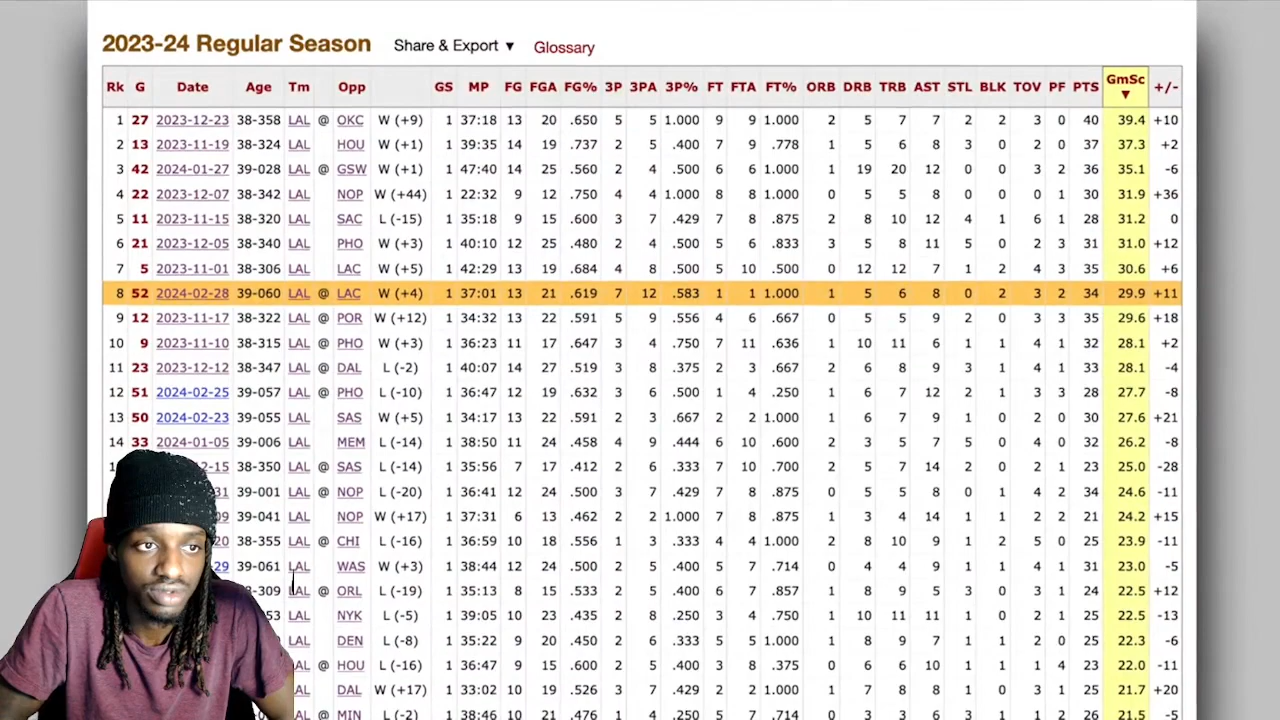 2023-24 Regular Season Share & Export ▼ Glossary
Rk G Date Age Tm Opp GS MP FG FGA FG% 3P 3PA 3P% FT FTA FT% ORB DRB TRB AST STL BLK TOV PF PTS GmSc ▼ +/-
1 27 2023-12-23 38-358 LAL @ OKC W (+9) 1 37:18 13 20 .650 5 5 1.000 9 9 1.000 2 5 7 7 2 2 3 0 40 39.4 +10
2 13 2023-11-19 38-324 LAL HOU W (+1) 1 39:35 14 19 .737 2 5 .400 7 9 .778 1 5 6 8 3 0 2 0 37 37.3 +2
3 42 2024-01-27 39-028 LAL @ GSW W (+1) 1 47:40 14 25 .560 2 4 .500 6 6 1.000 1 19 20 12 0 0 3 2 36 35.1 -6
4 22 2023-12-07 38-342 LAL NOP W (+44) 1 22:32 9 12 .750 4 4 1.000 8 8 1.000 0 5 5 8 0 0 0 1 30 31.9 +36
5 11 2023-11-15 38-320 LAL SAC L (-15) 1 35:18 9 15 .600 3 7 .429 7 8 .875 2 8 10 12 4 1 6 1 28 31.2 0
6 21 2023-12-05 38-340 LAL PHO W (+3) 1 40:10 12 25 .480 2 4 .500 5 6 .833 3 5 8 11 5 0 2 3 31 31.0 +12
7 5 2023-11-01 38-306 LAL LAC W (+5) 1 42:29 13 19 .684 4 8 .500 5 10 .500 0 12 12 7 1 2 4 3 35 30.6 +6
8 52 2024-02-28 39-060 LAL @ LAC W (+4) 1 37:01 13 21 .619 7 12 .583 1 1 1.000 1 5 6 8 0 2 3 2 34 29.9 +11
9 12 2023-11-17 38-322 LAL @ POR W (+12) 1 34:32 13 22 .591 5 9 .556 4 6 .667 0 5 5 9 2 1 3 3 35 29.6 +18
10 9 2023-11-10 38-315 LAL @ PHO W (+3) 1 36:23 11 17 .647 3 4 .750 7 11 .636 1 10 11 6 1 1 4 1 32 28.1 +2
11 23 2023-12-12 38-347 LAL @ DAL L (-2) 1 40:07 14 27 .519 3 8 .375 2 3 .667 2 6 8 9 3 1 4 1 33 28.1 -4
12 51 2024-02-25 39-057 LAL @ PHO L (-10) 1 36:47 12 19 .632 3 6 .500 1 4 .250 1 6 7 12 2 1 3 3 28 27.7 -8
13 50 2024-02-23 39-055 LAL SAS W (+5) 1 34:17 13 22 .591 2 3 .667 2 2 1.000 1 6 7 9 1 0 2 0 30 27.6 +21
14 33 2024-01-05 39-006 LAL MEM L (-14) 1 38:50 11 24 .458 4 9 .444 6 10 .600 2 3 5 7 5 0 4 0 32 26.2 -8
12-15 38-350 LAL @ SAS L (-14) 1 35:56 7 17 .412 2 6 .333 7 10 .700 2 5 7 14 2 0 2 1 23 25.0 -28
31 39-001 LAL @ NOP L (-20) 1 36:41 12 24 .500 3 7 .429 7 8 .875 0 5 5 8 0 1 4 2 34 24.6 -11
09 39-041 LAL NOP W (+17) 1 37:31 6 13 .462 2 2 1.000 7 8 .875 1 3 4 14 1 1 2 2 21 24.2 +15
20 38-355 LAL @ CHI L (-16) 1 36:59 10 18 .556 1 3 .333 4 4 1.000 2 8 10 9 1 2 5 0 25 23.9 -11
-29 39-061 LAL WAS W (+3) 1 38:44 12 24 .500 2 5 .400 5 7 .714 0 4 4 9 1 1 3 1 31 23.0 -5
-309 LAL @ ORL L (-19) 1 35:13 8 15 .533 2 5 .400 6 7 .857 1 8 9 5 3 0 3 1 24 22.5 +12
53 LAL NYK L (-5) 1 39:05 10 23 .435 2 8 .250 3 4 .750 1 10 11 11 1 0 2 1 25 22.5 -13
LAL DEN L (-8) 1 35:22 9 20 .450 2 6 .333 5 5 1.000 1 8 9 7 1 1 2 0 25 22.3 -6
LAL @ HOU L (-16) 1 36:47 9 15 .600 2 5 .400 3 8 .375 0 6 6 10 1 1 1 4 23 22.0 -11
LAL DAL W (+17) 1 33:02 10 19 .526 3 7 .429 2 2 1.000 1 7 8 8 1 0 3 1 25 21.7 +20
LAL @ MIN L (-2) 1 38:46 10 21 .476 1 4 .250 5 7 .714 0 3 3 6 3 1 2 1 26 21.5 -5